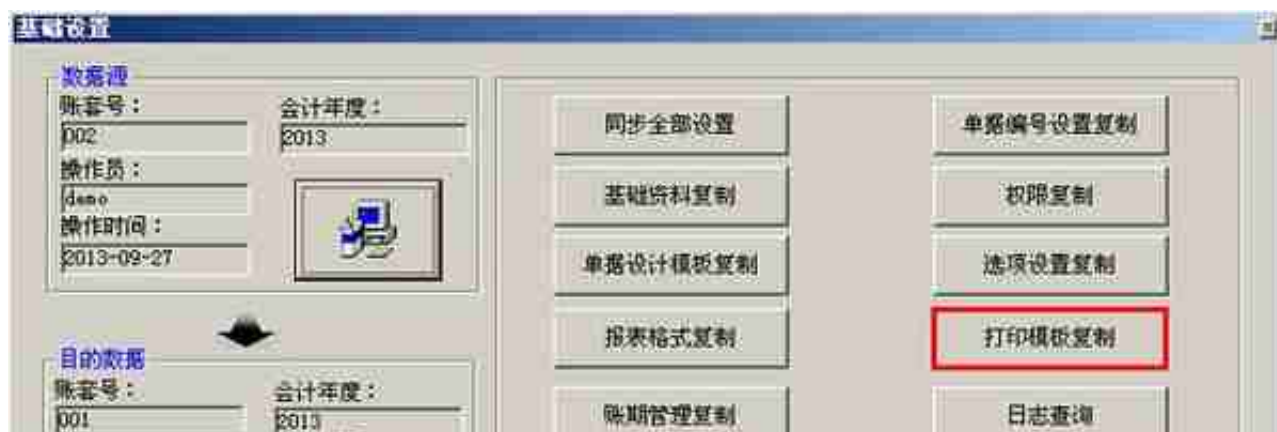 基础设置
数据源
账套号：
会计年度：
002
2013
操作员：
demo
操作时间：
2013-09-27
目的数据
账套号：
会计年度：
001
2013
同步全部设置
单据编号设置复制
基础资料复制
权限复制
单据设计模板复制
选项设置复制
报表格式复制
打印模板复制
账期管理复制
日志查询